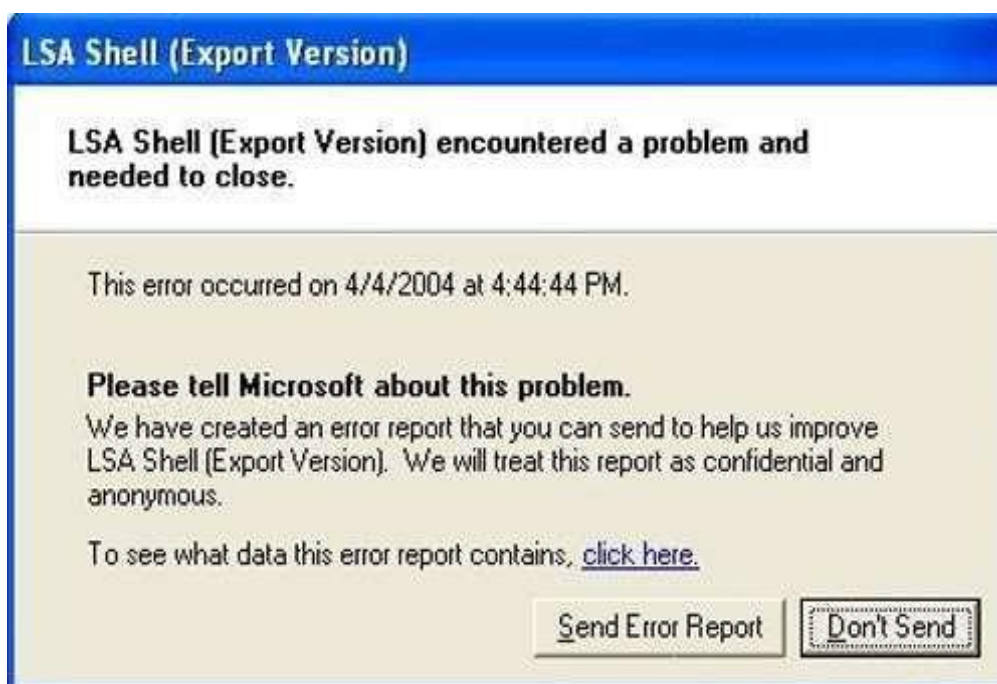 LSA Shell (Export Version)
LSA Shell (Export Version) encountered a problem and
needed to close.
This error occurred on 4/4/2004 at 4:44:44 PM.
Please tell Microsoft about this problem.
We have created an error report that you can send to help us improve
LSA Shell (Export Version). We will treat this report as confidential and
anonymous.
To see what data this error report contains, click here.
Send Error Report Don't Send